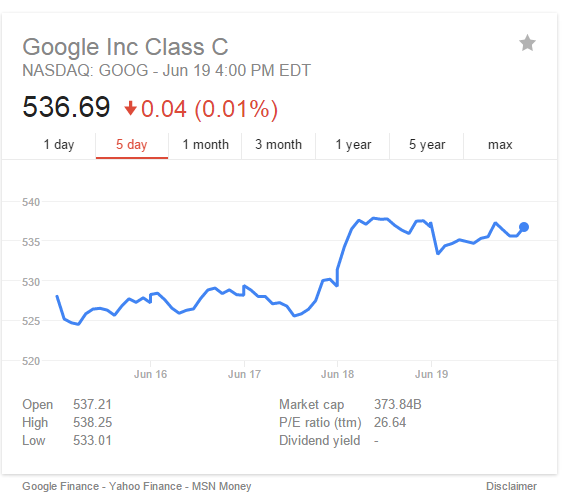 Google Inc Class C
NASDAQ: GOOG - Jun 19 4:00 PM EDT
536.69 0.04 (0.01%)
1 day 5 day 1 month 3 month 1 year 5 year max
540
535
530
525
520
Jun 16 Jun 17 Jun 18 Jun 19
Open 537.21 Market cap 373.84B
High 538.25 P/E ratio (ttm) 26.64
Low 533.01 Dividend yield -
Google Finance - Yahoo Finance - MSN Money Disclaimer